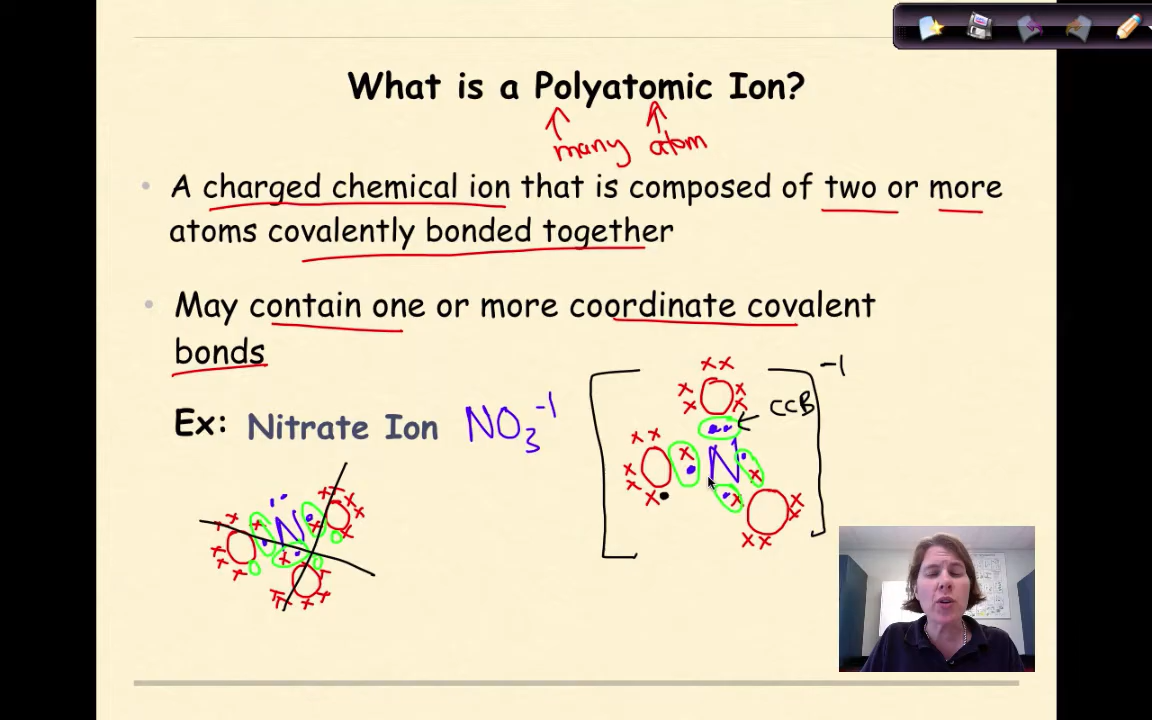 What is a Polyatomic Ion?
many atom
• A charged chemical ion that is composed of two or more
atoms covalently bonded together
• May contain one or more coordinate covalent
bonds
Ex: Nitrate Ion NO₃⁻¹
-1
CCB
N
N